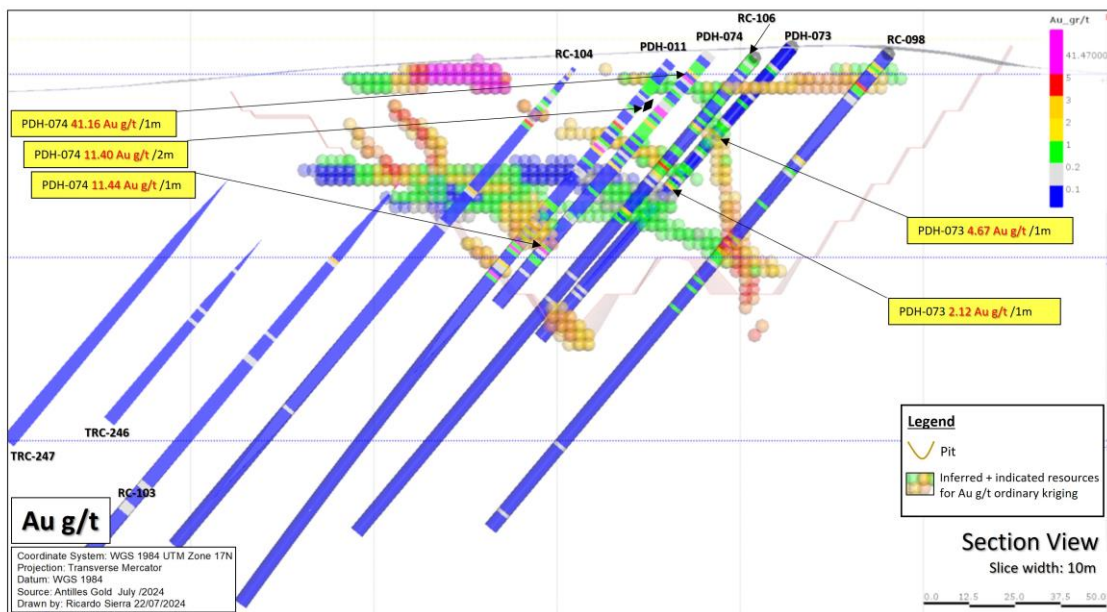 RC-106
RC-104
PDH-011
PDH-074
PDH-073
RC-098
Au_gr/t
41.47000
5
3
2
1
0.2
0.1
PDH-074 41.16 Au g/t /1m
PDH-074 11.40 Au g/t /2m
PDH-074 11.44 Au g/t /1m
PDH-073 4.67 Au g/t /1m
PDH-073 2.12 Au g/t /1m
TRC-246
TRC-247
RC-103
Legend
Pit
Inferred + indicated resources
for Au g/t ordinary kriging
Au g/t
Coordinate System: WGS 1984 UTM Zone 17N
Projection: Transverse Mercator
Datum: WGS 1984
Source: Antilles Gold July /2024
Drawn by: Ricardo Sierra 22/07/2024
Section View
Slice width: 10m
0.0 12.5 25.0 37.5 50.0